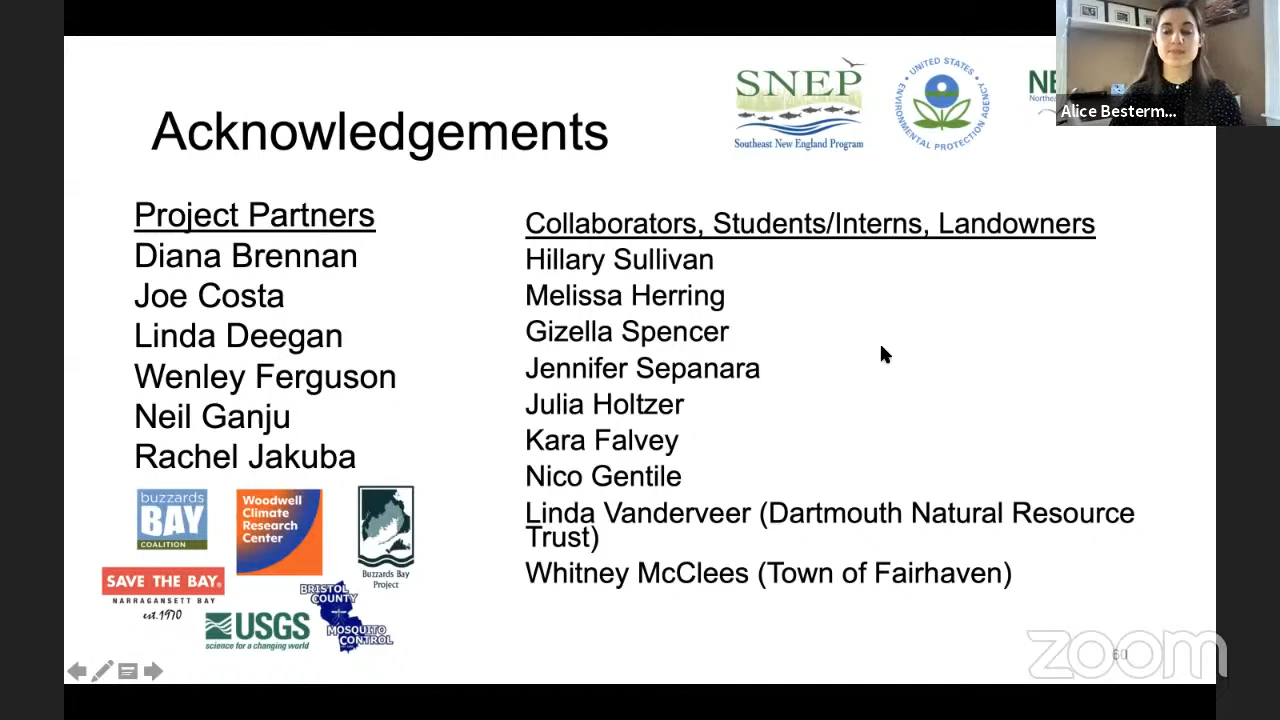 Acknowledgements
SNEP
Southeast New England Program
UNITED STATES
ENVIRONMENTAL PROTECTION AGENCY
Alice Besterm...
Project Partners
Diana Brennan
Joe Costa
Linda Deegan
Wenley Ferguson
Neil Ganju
Rachel Jakuba
Collaborators, Students/Interns, Landowners
Hillary Sullivan
Melissa Herring
Gizella Spencer
Jennifer Sepanara
Julia Holtzer
Kara Falvey
Nico Gentile
Linda Vanderveer (Dartmouth Natural Resource
Trust)
Whitney McClees (Town of Fairhaven)
buzzards
BAY
COALITION
Woodwell
Climate
Research
Center
Buzzards Bay
Project
SAVE THE BAY.
NARRAGANSETT BAY
est. 1970
USGS
science for a changing world
BRISTOL
COUNTY
MOSQUITO
CONTROL
zoom
60